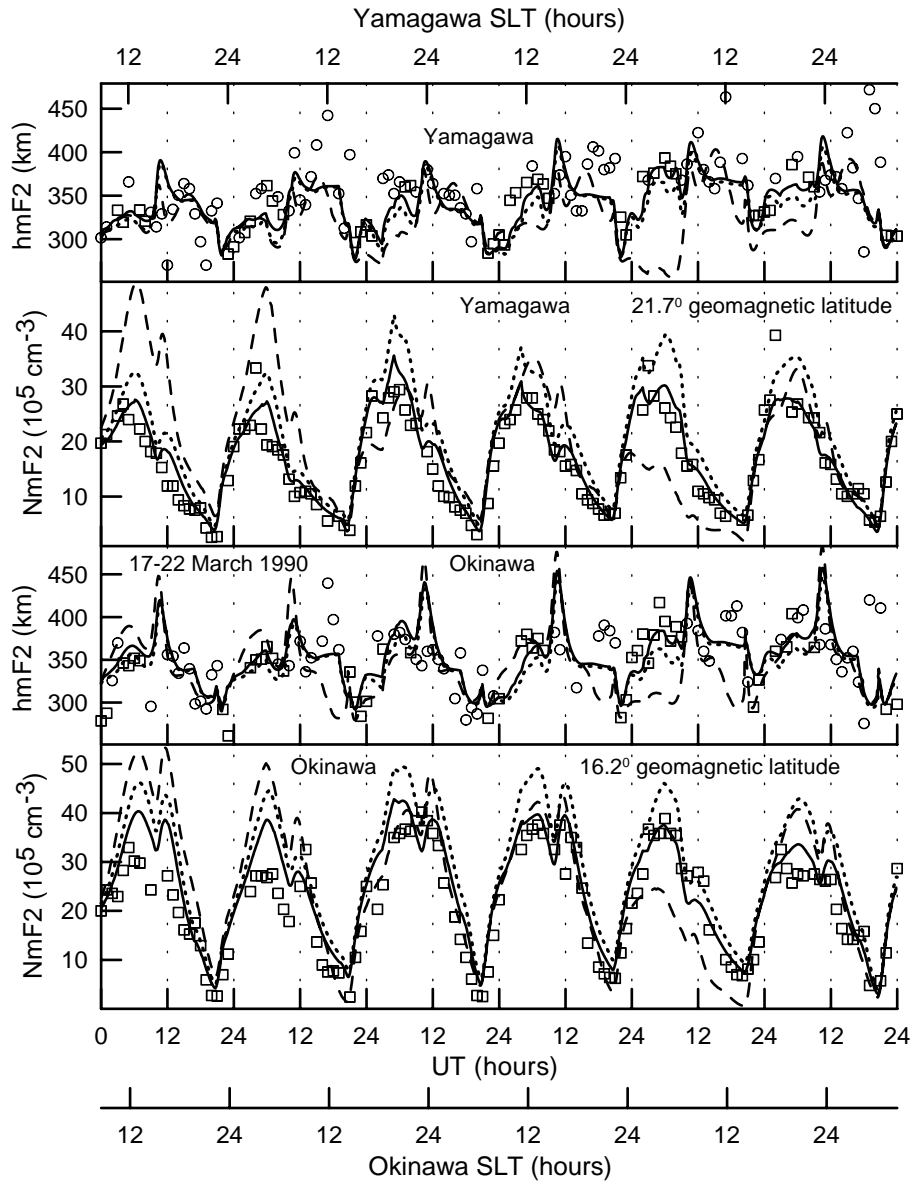 Yamagawa SLT (hours)
12 24 12 24 12 24 12 24
hmF2 (km)
450
400
350
300
Yamagawa
NmF2 (10⁵ cm⁻³)
40
30
20
10
Yamagawa 21.7⁰ geomagnetic latitude
hmF2 (km)
450
400
350
300
17-22 March 1990 Okinawa
NmF2 (10⁵ cm⁻³)
50
40
30
20
10
Okinawa 16.2⁰ geomagnetic latitude
0 12 24 12 24 12 24 12 24 12 24 12 24
UT (hours)
12 24 12 24 12 24 12 24
Okinawa SLT (hours)